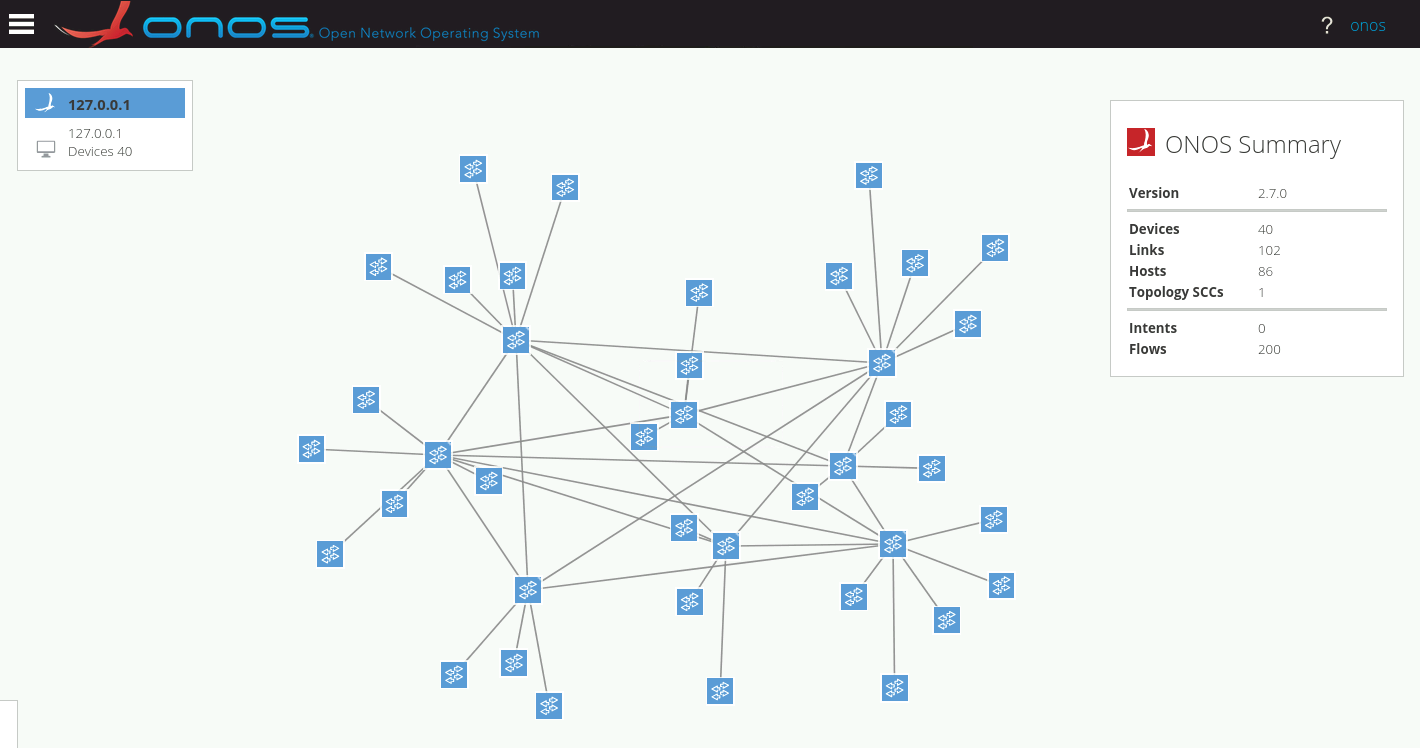 onos® Open Network Operating System
? onos
127.0.0.1
127.0.0.1
Devices 40
ONOS Summary
Version 2.7.0
Devices 40
Links 102
Hosts 86
Topology SCCs 1
Intents 0
Flows 200